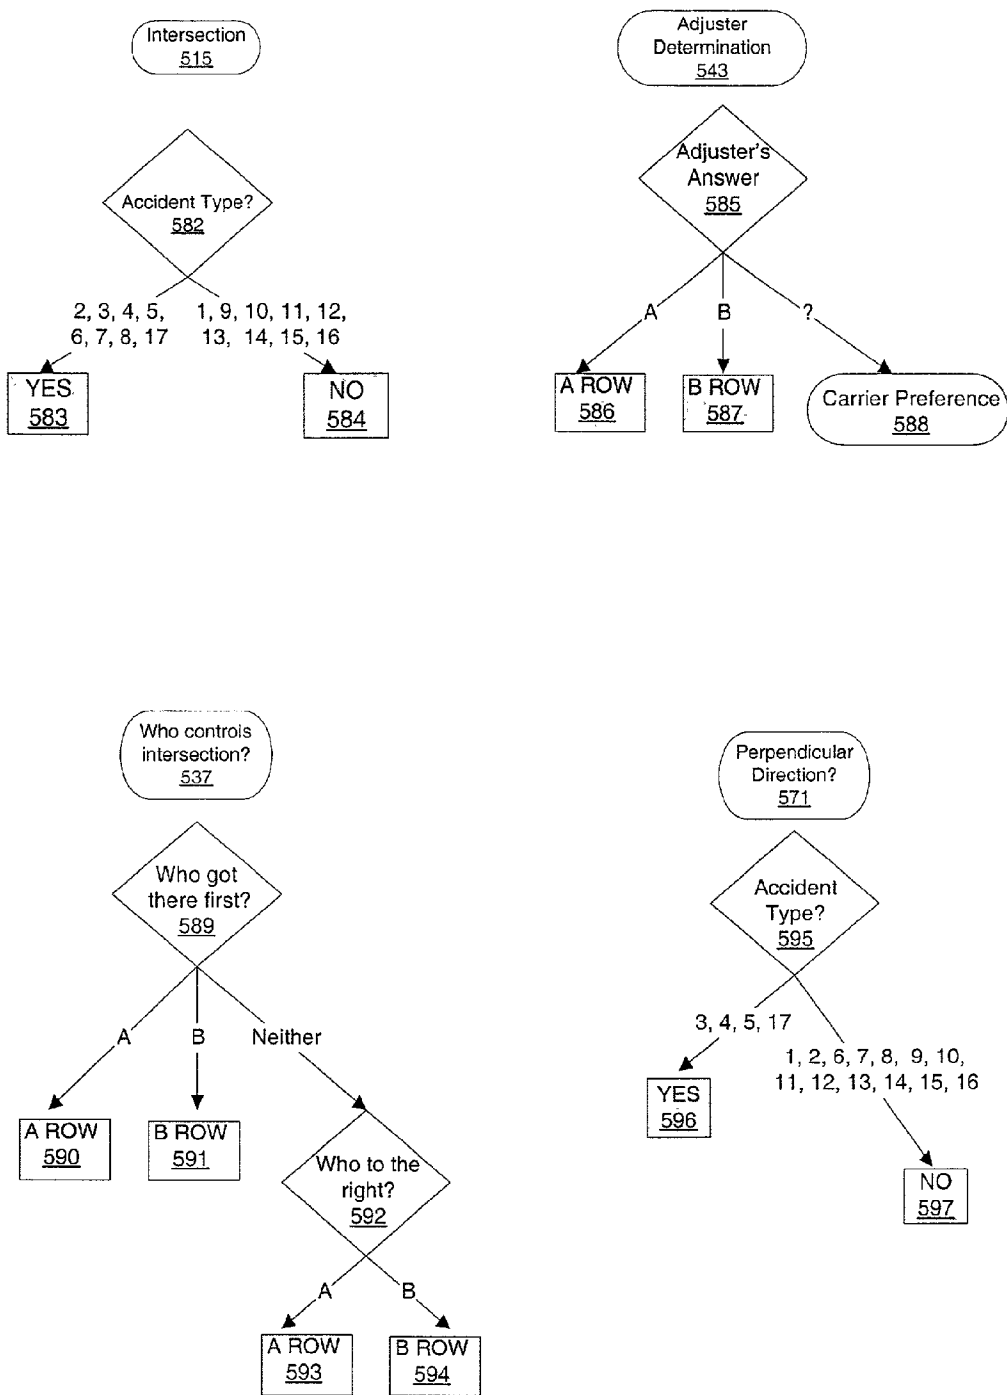 Intersection
515
Accident Type?
582
2, 3, 4, 5,
6, 7, 8, 17
1, 9, 10, 11, 12,
13, 14, 15, 16
YES
583
NO
584
Adjuster
Determination
543
Adjuster's
Answer
585
A
B
?
A ROW
586
B ROW
587
Carrier Preference
588
Who controls
intersection?
537
Who got
there first?
589
A
B
Neither
A ROW
590
B ROW
591
Who to the
right?
592
A
B
A ROW
593
B ROW
594
Perpendicular
Direction?
571
Accident
Type?
595
3, 4, 5, 17
1, 2, 6, 7, 8, 9, 10,
11, 12, 13, 14, 15, 16
YES
596
NO
597